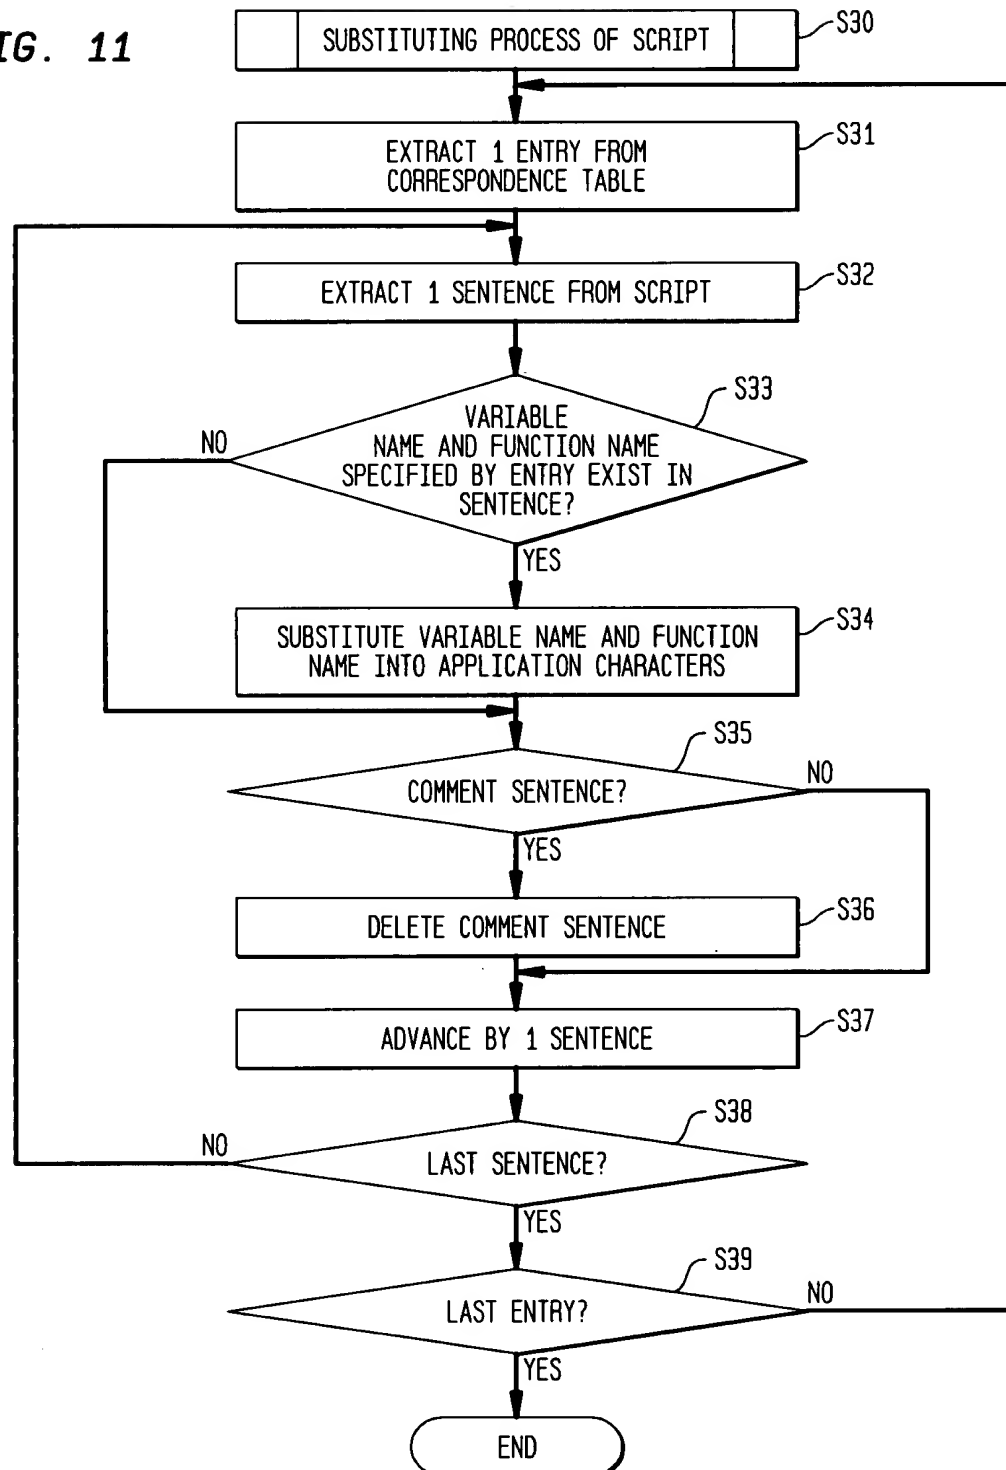 IG. 11
SUBSTITUTING PROCESS OF SCRIPT
S30
EXTRACT 1 ENTRY FROM
CORRESPONDENCE TABLE
S31
EXTRACT 1 SENTENCE FROM SCRIPT
S32
S33
VARIABLE
NAME AND FUNCTION NAME
SPECIFIED BY ENTRY EXIST IN
SENTENCE?
NO
YES
SUBSTITUTE VARIABLE NAME AND FUNCTION
NAME INTO APPLICATION CHARACTERS
S34
S35
COMMENT SENTENCE?
NO
YES
DELETE COMMENT SENTENCE
S36
ADVANCE BY 1 SENTENCE
S37
S38
NO
LAST SENTENCE?
YES
S39
LAST ENTRY?
NO
YES
END